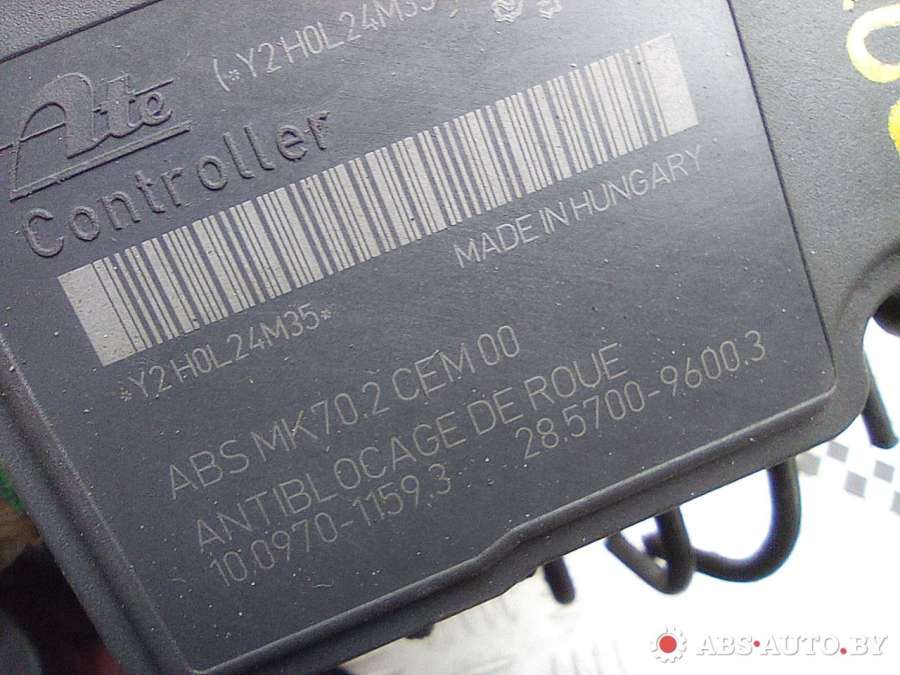 (*Y2H0L24M35*
Ate
Controller
MADE IN HUNGARY
*Y2H0L24M35*
ABS MK70.2 CEM 00
ANTIBLOCAGE DE ROUE
10.0970-1159.3 28.5700-9600.3
ABS-AUTO.BY